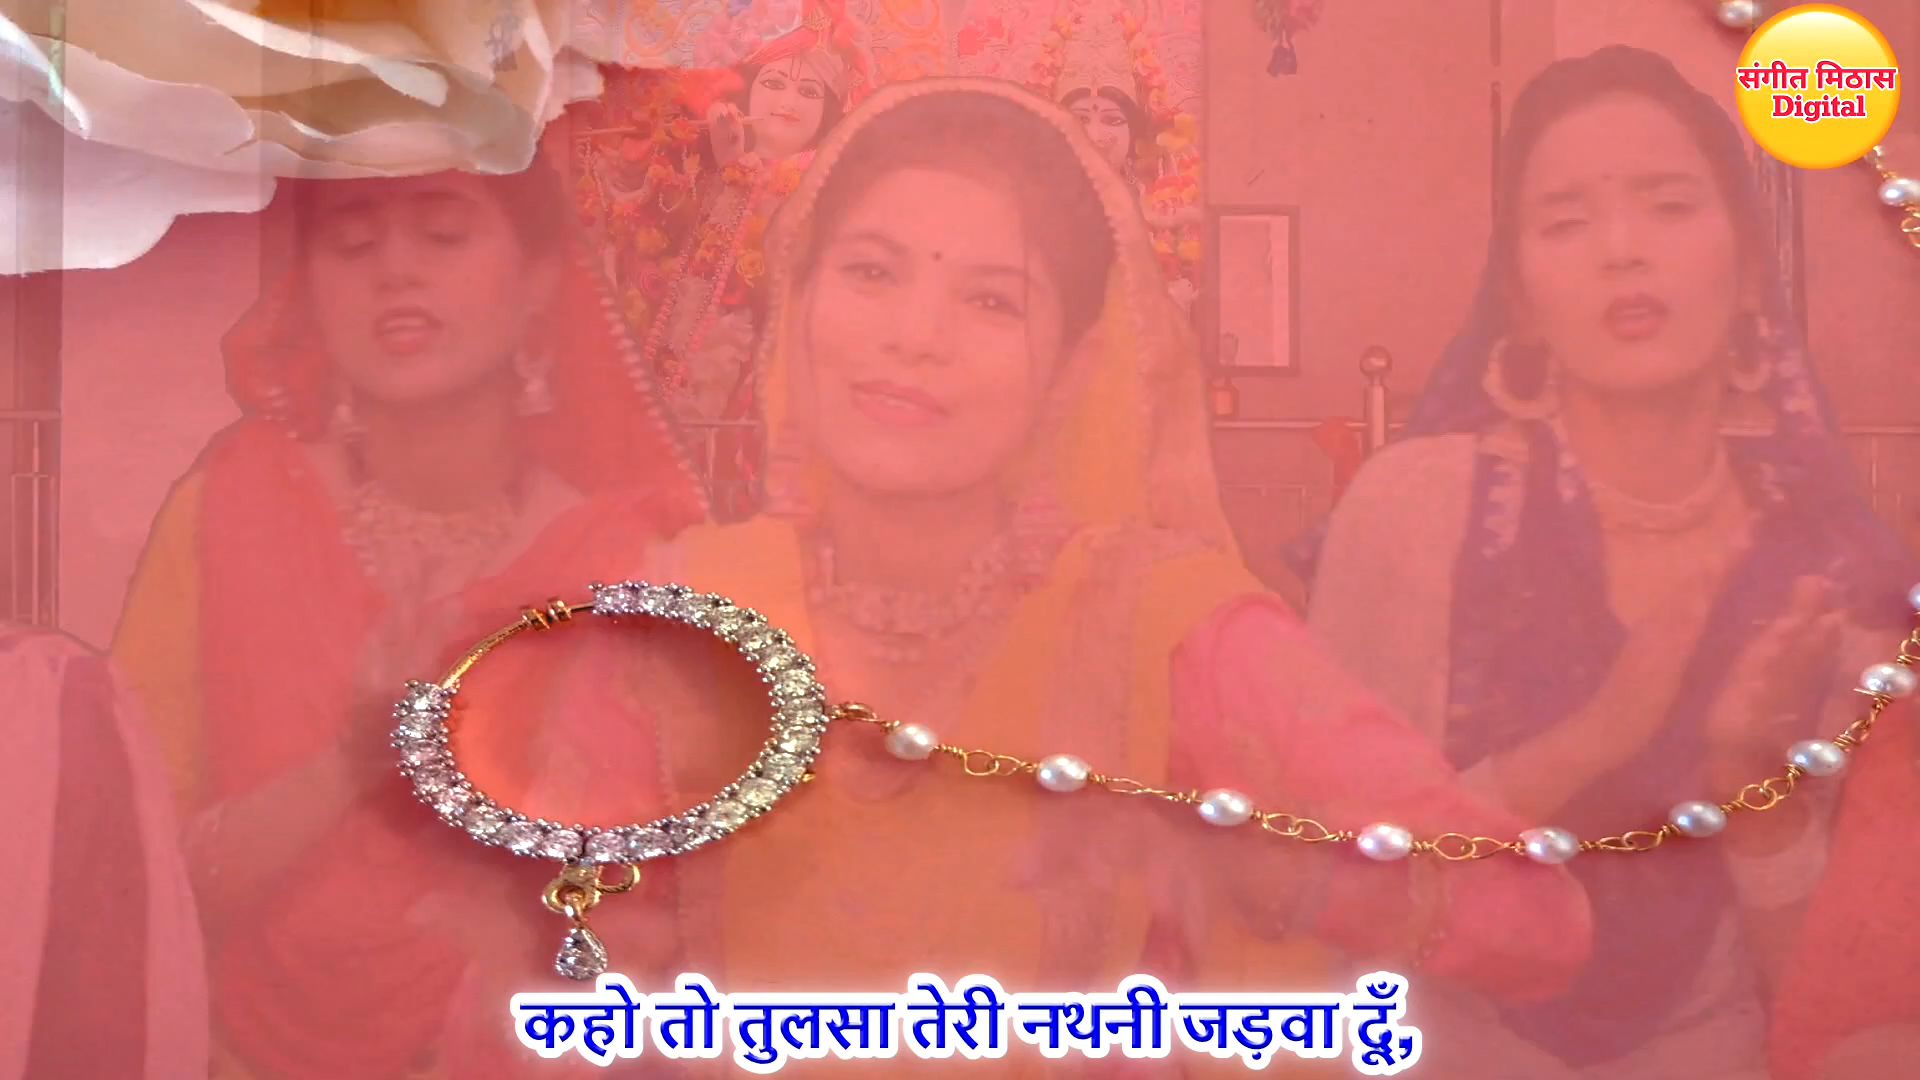 संगीत मिठास
Digital
कहो तो तुलसा तेरी नथनी जड़वा दूँ,